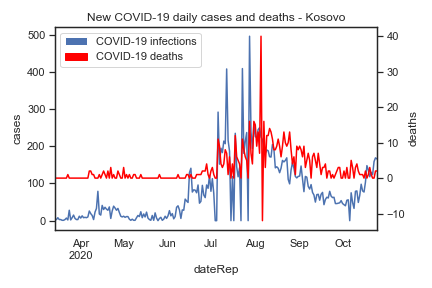 New COVID-19 daily cases and deaths - Kosovo
COVID-19 infections
COVID-19 deaths
500
400
300
200
100
0
cases
40
30
20
10
0
−10
deaths
Apr May Jun Jul Aug Sep Oct
2020
dateRep